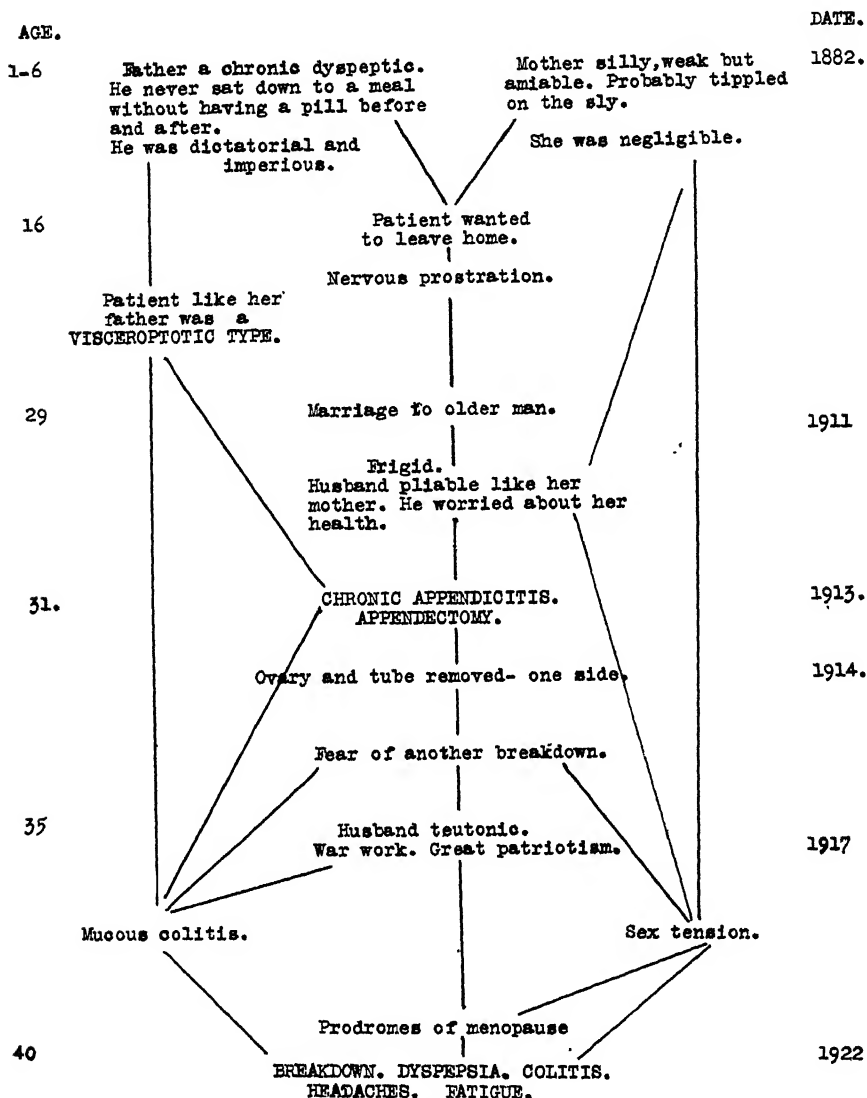 AGE.
DATE.
1-6
Father a chronic dyspeptic.
He never sat down to a meal
without having a pill before
and after.
He was dictatorial and
imperious.
Mother silly,weak but
amiable. Probably tippled
on the sly.
She was negligible.
1882.
16
Patient wanted
to leave home.
Nervous prostration.
Patient like her
father was a
VISCEROPTOTIC TYPE.
29
Marriage to older man.
1911
Frigid.
Husband pliable like her
mother. He worried about her
health.
31.
CHRONIC APPENDICITIS.
APPENDECTOMY.
1913.
Ovary and tube removed- one side.
1914.
Fear of another breakdown.
35
Husband teutonic.
War work. Great patriotism.
1917
Mucous colitis.
Sex tension.
Prodromes of menopause
40
BREAKDOWN. DYSPEPSIA. COLITIS.
HEADACHES. FATIGUE.
1922